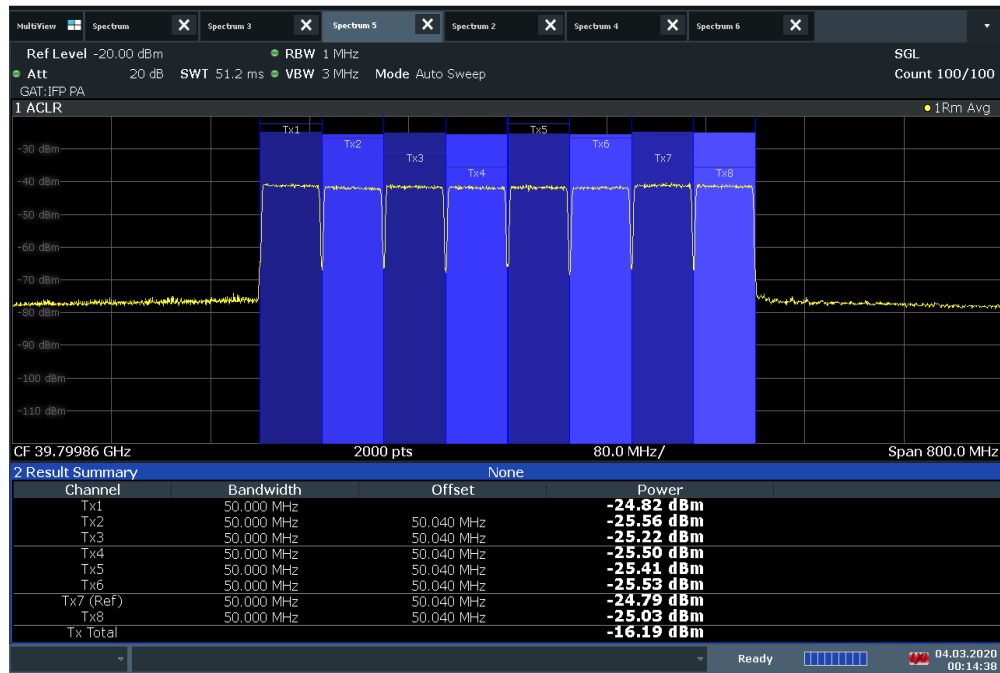 MultiView Spectrum X Spectrum 3 X Spectrum 5 X Spectrum 2 X Spectrum 4 X Spectrum 6 X
Ref Level -20.00 dBm RBW 1 MHz SGL
Att 20 dB SWT 51.2 ms VBW 3 MHz Mode Auto Sweep Count 100/100
GAT:IFP PA
1 ACLR 1Rm Avg
Tx1 Tx5
Tx2 Tx6
-30 dBm
Tx3 Tx7
Tx4 Tx8
-40 dBm
-50 dBm
-60 dBm
-70 dBm
-80 dBm
-90 dBm
-100 dBm
-110 dBm
CF 39.79986 GHz 2000 pts 80.0 MHz/ Span 800.0 MHz
2 Result Summary None
Channel Bandwidth Offset Power
Tx1 50.000 MHz -24.82 dBm
Tx2 50.000 MHz 50.040 MHz -25.56 dBm
Tx3 50.000 MHz 50.040 MHz -25.22 dBm
Tx4 50.000 MHz 50.040 MHz -25.50 dBm
Tx5 50.000 MHz 50.040 MHz -25.41 dBm
Tx6 50.000 MHz 50.040 MHz -25.53 dBm
Tx7 (Ref) 50.000 MHz 50.040 MHz -24.79 dBm
Tx8 50.000 MHz 50.040 MHz -25.03 dBm
Tx Total -16.19 dBm
Ready 04.03.2020
00:14:38